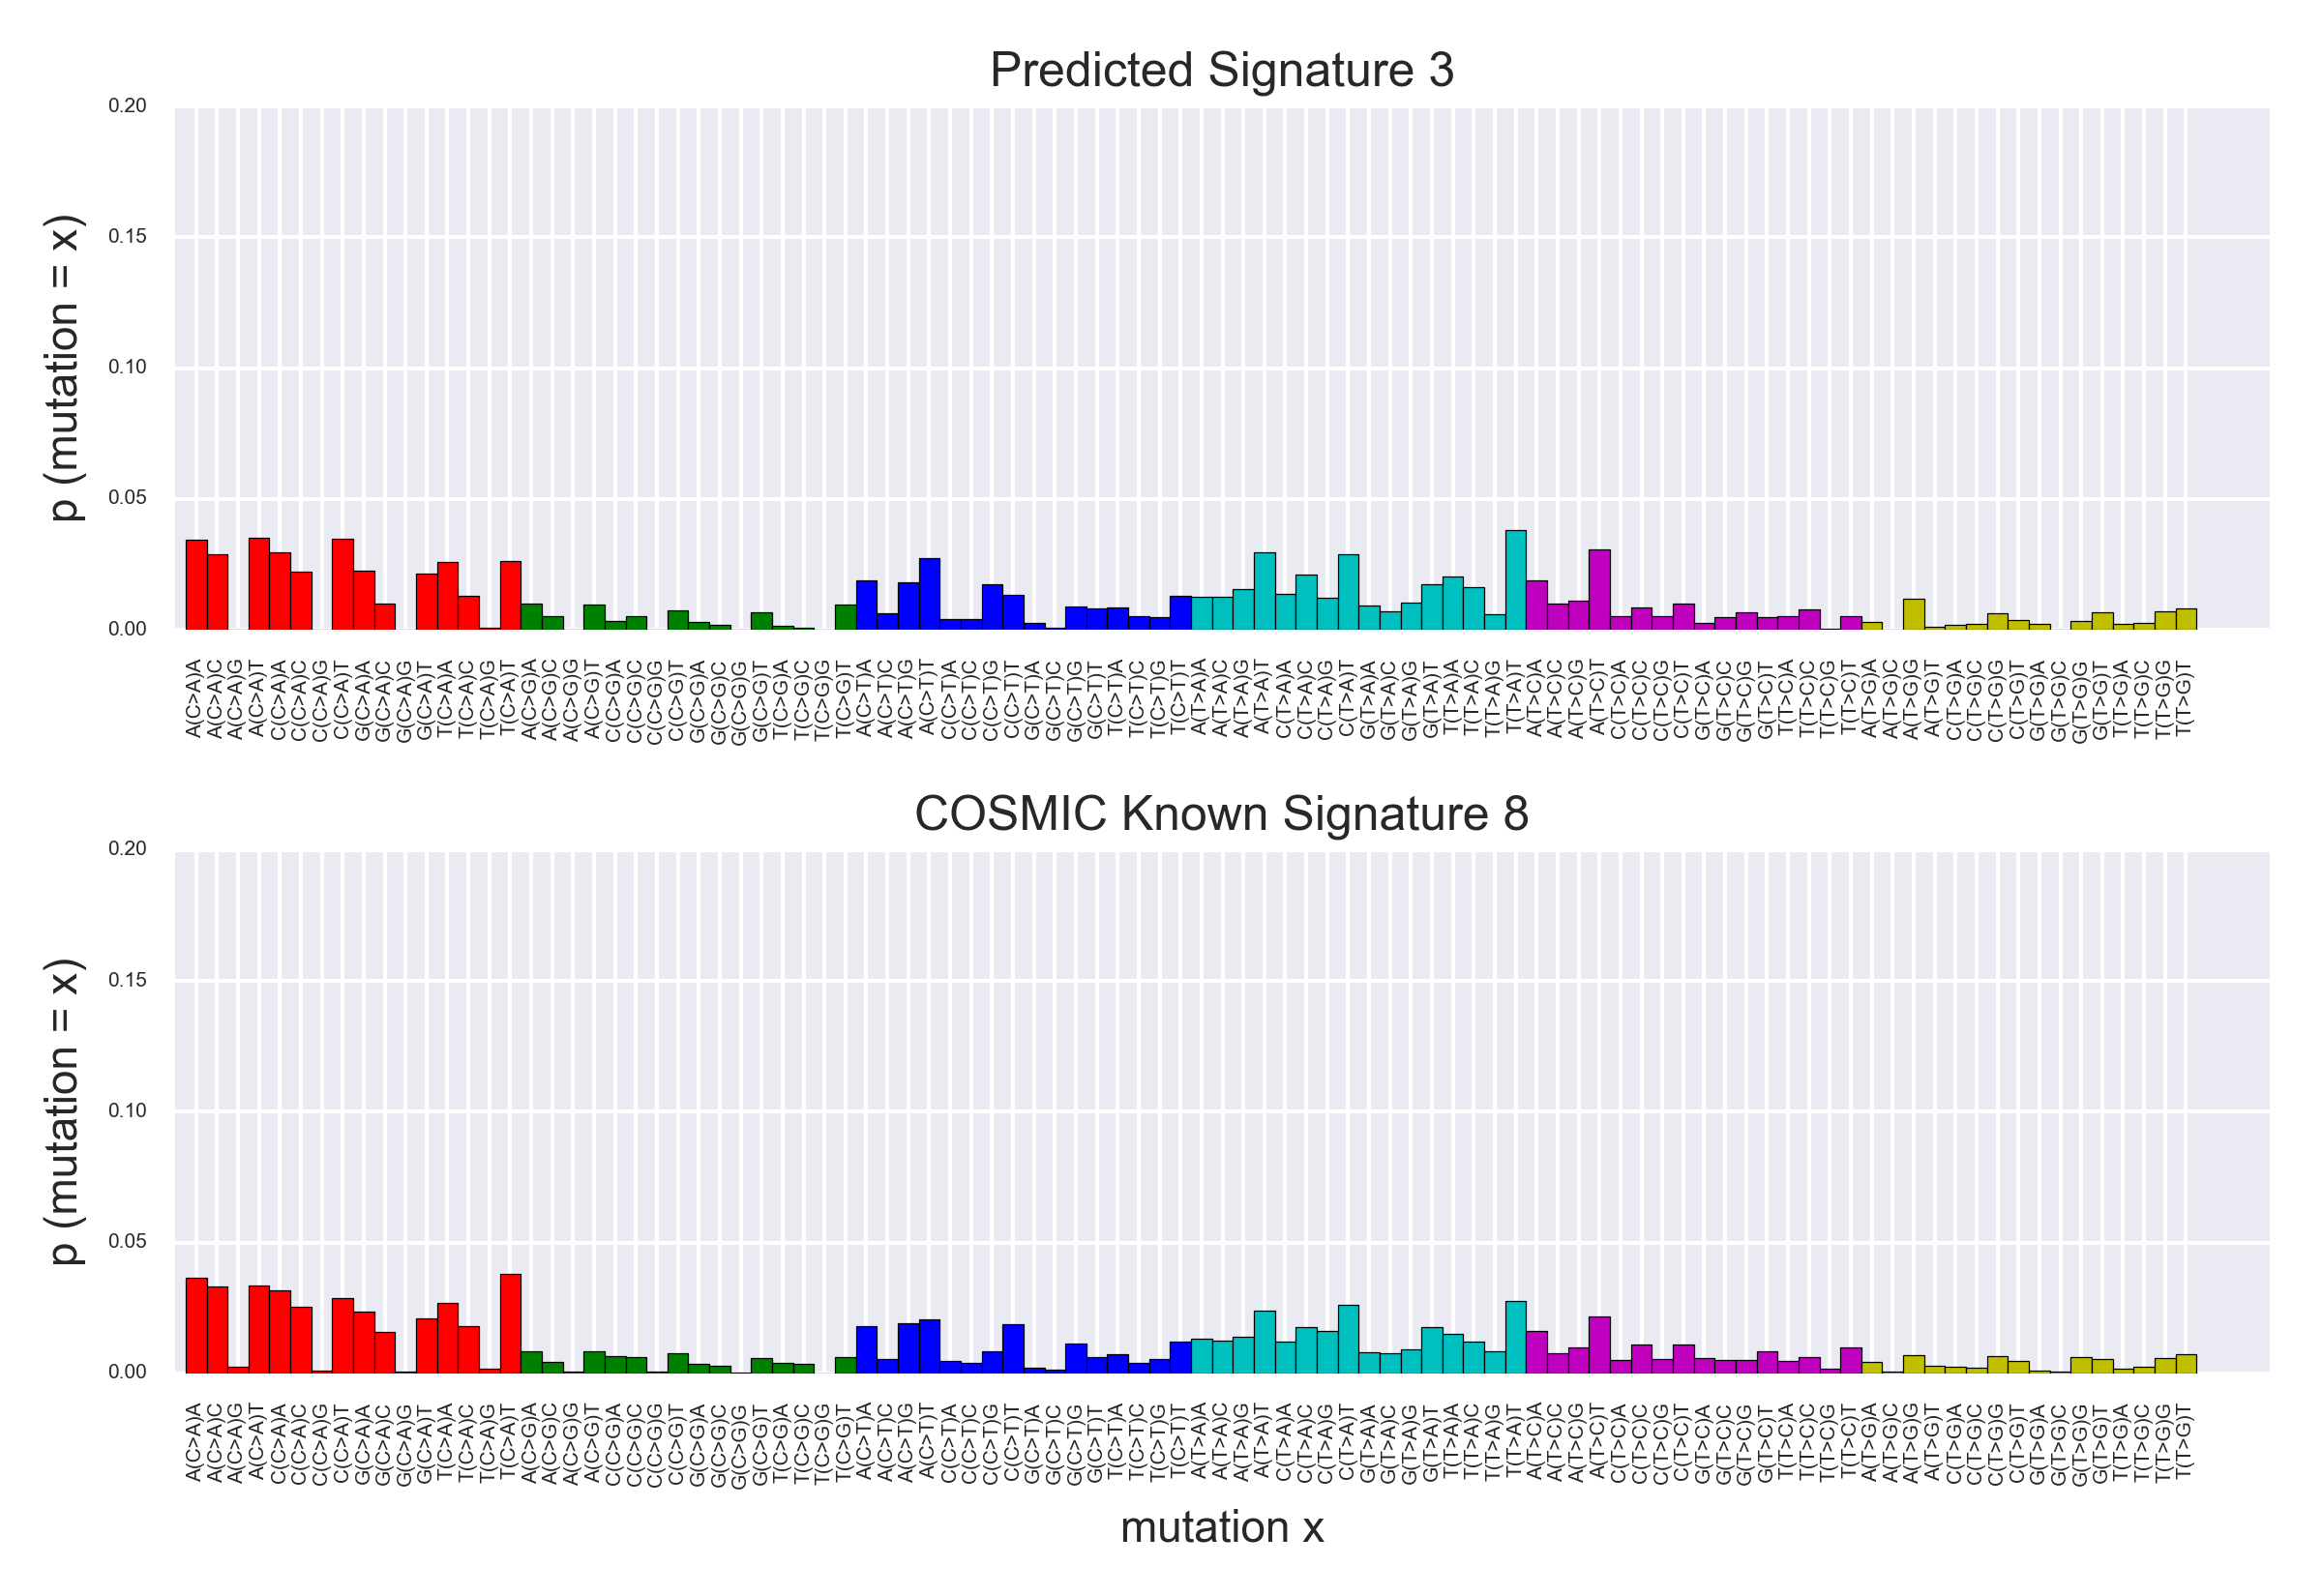 Predicted Signature 3
p (mutation = x)
0.20
0.15
0.10
0.05
0.00
A(C>A)A A(C>A)C A(C>A)G A(C>A)T C(C>A)A C(C>A)C C(C>A)G C(C>A)T G(C>A)A G(C>A)C G(C>A)G G(C>A)T T(C>A)A T(C>A)C T(C>A)G T(C>A)T A(C>G)A A(C>G)C A(C>G)G A(C>G)T C(C>G)A C(C>G)C C(C>G)G C(C>G)T G(C>G)A G(C>G)C G(C>G)G G(C>G)T T(C>G)A T(C>G)C T(C>G)G T(C>G)T A(C>T)A A(C>T)C A(C>T)G A(C>T)T C(C>T)A C(C>T)C C(C>T)G C(C>T)T G(C>T)A G(C>T)C G(C>T)G G(C>T)T T(C>T)A T(C>T)C T(C>T)G T(C>T)T A(T>A)A A(T>A)C A(T>A)G A(T>A)T C(T>A)A C(T>A)C C(T>A)G C(T>A)T G(T>A)A G(T>A)C G(T>A)G G(T>A)T T(T>A)A T(T>A)C T(T>A)G T(T>A)T A(T>C)A A(T>C)C A(T>C)G A(T>C)T C(T>C)A C(T>C)C C(T>C)G C(T>C)T G(T>C)A G(T>C)C G(T>C)G G(T>C)T T(T>C)A T(T>C)C T(T>C)G T(T>C)T A(T>G)A A(T>G)C A(T>G)G A(T>G)T C(T>G)A C(T>G)C C(T>G)G C(T>G)T G(T>G)A G(T>G)C G(T>G)G G(T>G)T T(T>G)A T(T>G)C T(T>G)G T(T>G)T
COSMIC Known Signature 8
p (mutation = x)
0.20
0.15
0.10
0.05
0.00
A(C>A)A A(C>A)C A(C>A)G A(C>A)T C(C>A)A C(C>A)C C(C>A)G C(C>A)T G(C>A)A G(C>A)C G(C>A)G G(C>A)T T(C>A)A T(C>A)C T(C>A)G T(C>A)T A(C>G)A A(C>G)C A(C>G)G A(C>G)T C(C>G)A C(C>G)C C(C>G)G C(C>G)T G(C>G)A G(C>G)C G(C>G)G G(C>G)T T(C>G)A T(C>G)C T(C>G)G T(C>G)T A(C>T)A A(C>T)C A(C>T)G A(C>T)T C(C>T)A C(C>T)C C(C>T)G C(C>T)T G(C>T)A G(C>T)C G(C>T)G G(C>T)T T(C>T)A T(C>T)C T(C>T)G T(C>T)T A(T>A)A A(T>A)C A(T>A)G A(T>A)T C(T>A)A C(T>A)C C(T>A)G C(T>A)T G(T>A)A G(T>A)C G(T>A)G G(T>A)T T(T>A)A T(T>A)C T(T>A)G T(T>A)T A(T>C)A A(T>C)C A(T>C)G A(T>C)T C(T>C)A C(T>C)C C(T>C)G C(T>C)T G(T>C)A G(T>C)C G(T>C)G G(T>C)T T(T>C)A T(T>C)C T(T>C)G T(T>C)T A(T>G)A A(T>G)C A(T>G)G A(T>G)T C(T>G)A C(T>G)C C(T>G)G C(T>G)T G(T>G)A G(T>G)C G(T>G)G G(T>G)T T(T>G)A T(T>G)C T(T>G)G T(T>G)T
mutation x